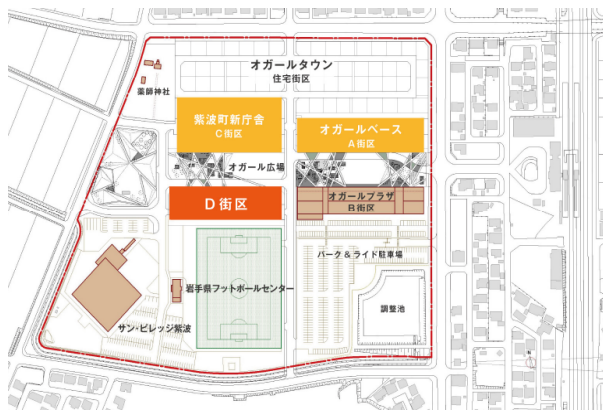 オガールタウン
住宅街区
薬師神社
紫波町新庁舎
C街区
オガールベース
A街区
オガール広場
D街区
オガールプラザ
B街区
パーク&ライド駐車場
岩手県フットボールセンター
調整池
サン・ビレッジ紫波